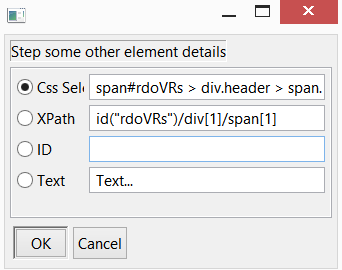 Step some other element details
Css Sele span#rdoVRs > div.header > span.
XPath id("rdoVRs")/div[1]/span[1]
ID
Text Text...
OK Cancel